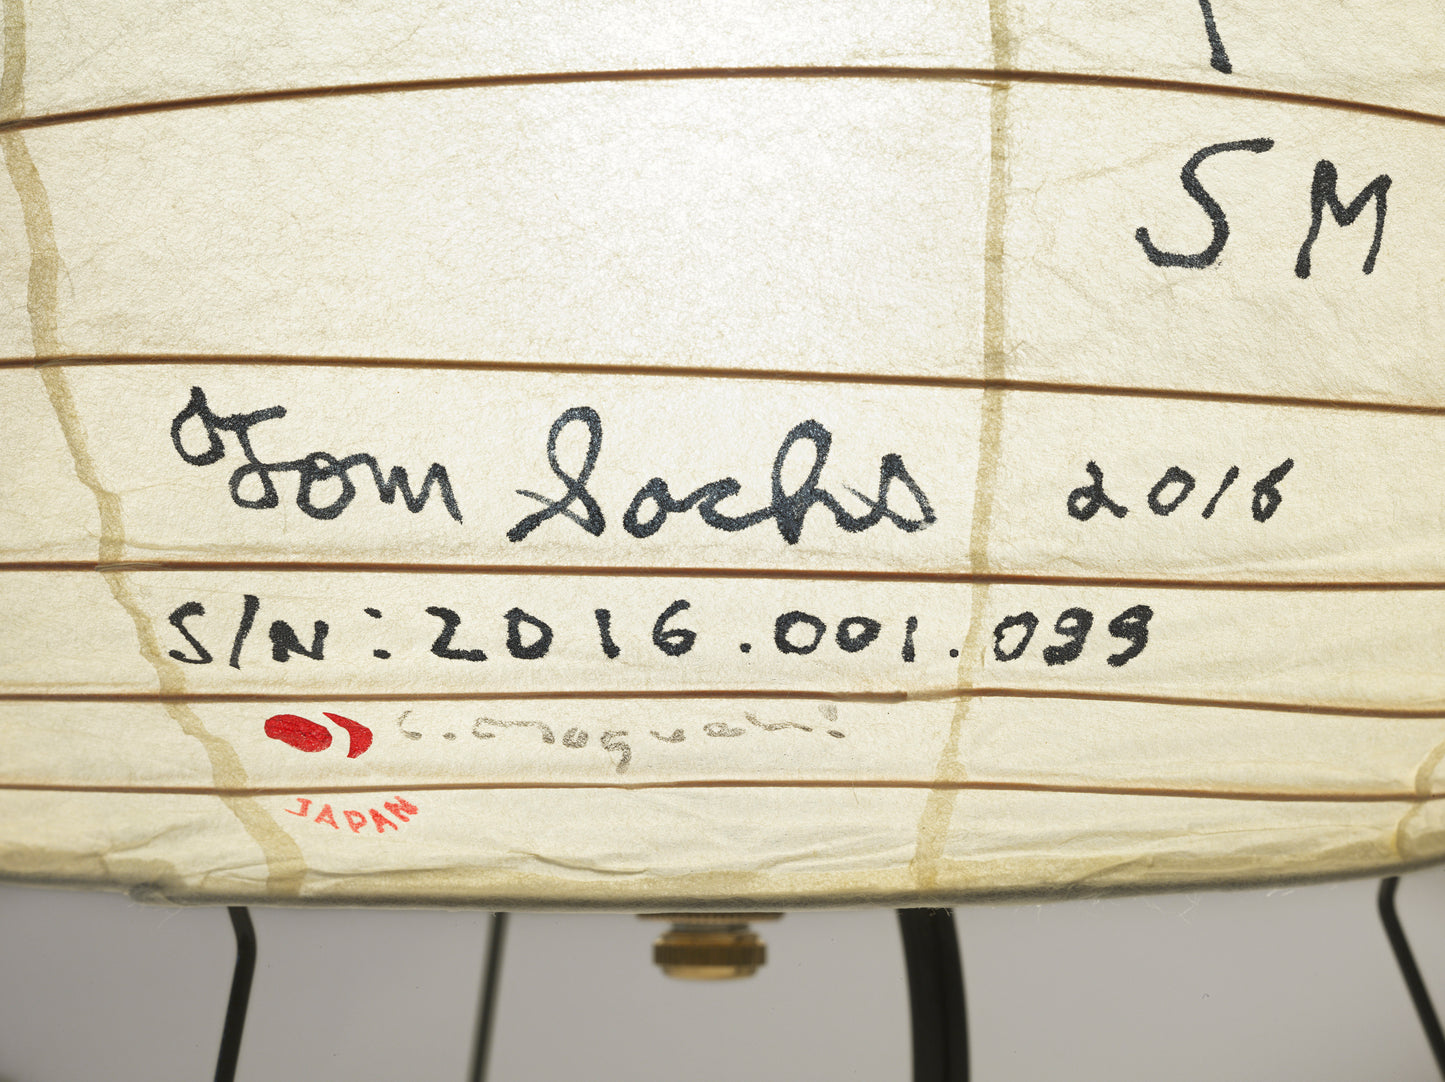 SM
Tom Sachs 2016
S/N: 2016.001.099
I. Noguchi
JAPAN